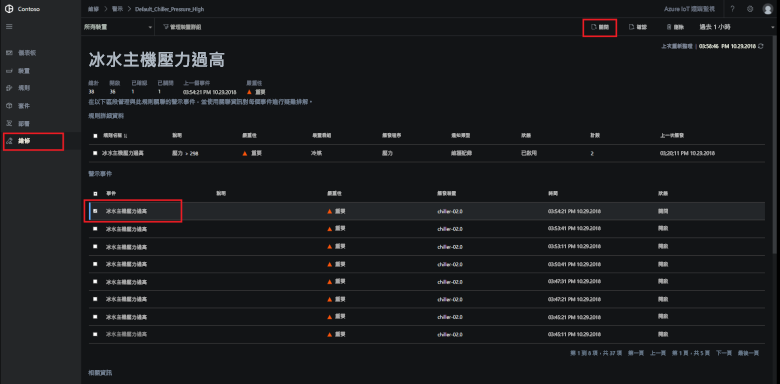 Contoso
維修 > 警示 > Default_Chiller_Pressure_High
Azure IoT 遠端監視
所有裝置
管理裝置群組
關閉
確認
刪除
過去 1 小時
儀表板
裝置
規則
套件
部署
維修
上次重新整理 | 03:58:46 PM 10.29.2018
冰水主機壓力過高
總計 開啟 已確認 已關閉 上一個事件 嚴重性
38 36 1 1 03:54:21 PM 10.29.2018 重要
在以下區段管理與此規則關聯的警示事件，並使用關聯資訊對每個事件進行疑難排解。
規則詳細資料
規則名稱 說明 嚴重性 裝置群組 觸發程序 通知類型 狀態 計數 上一次觸發
冰水主機壓力過高 壓力 > 298 重要 冷媒 壓力 維護記錄 已啟用 2 03:20:11 PM 10.29.2018
警示事件
事件 說明 嚴重性 觸發裝置 時間 狀態
冰水主機壓力過高 重要 chiller-02.0 03:54:21 PM 10.29.2018 開啟
冰水主機壓力過高 重要 chiller-02.0 03:53:41 PM 10.29.2018 開啟
冰水主機壓力過高 重要 chiller-02.0 03:53:11 PM 10.29.2018 開啟
冰水主機壓力過高 重要 chiller-02.0 03:50:41 PM 10.29.2018 開啟
冰水主機壓力過高 重要 chiller-02.0 03:47:31 PM 10.29.2018 開啟
冰水主機壓力過高 重要 chiller-02.0 03:47:21 PM 10.29.2018 開啟
冰水主機壓力過高 重要 chiller-02.0 03:45:21 PM 10.29.2018 開啟
冰水主機壓力過高 重要 chiller-02.0 03:45:11 PM 10.29.2018 開啟
第 1 到 8 項，共 37 項 第一頁 上一頁 第 1 頁，共 5 頁 下一頁 最後一頁
相關資訊